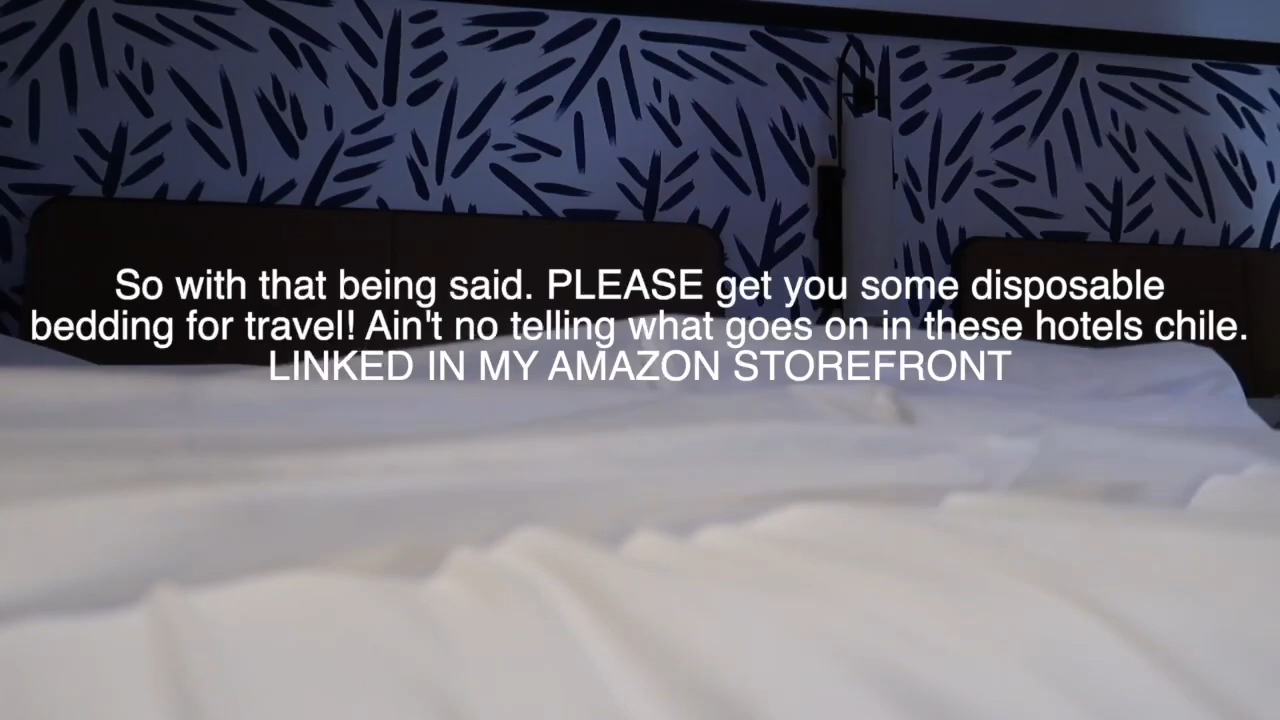 So with that being said. PLEASE get you some disposable
bedding for travel! Ain't no telling what goes on in these hotels chile.
LINKED IN MY AMAZON STOREFRONT